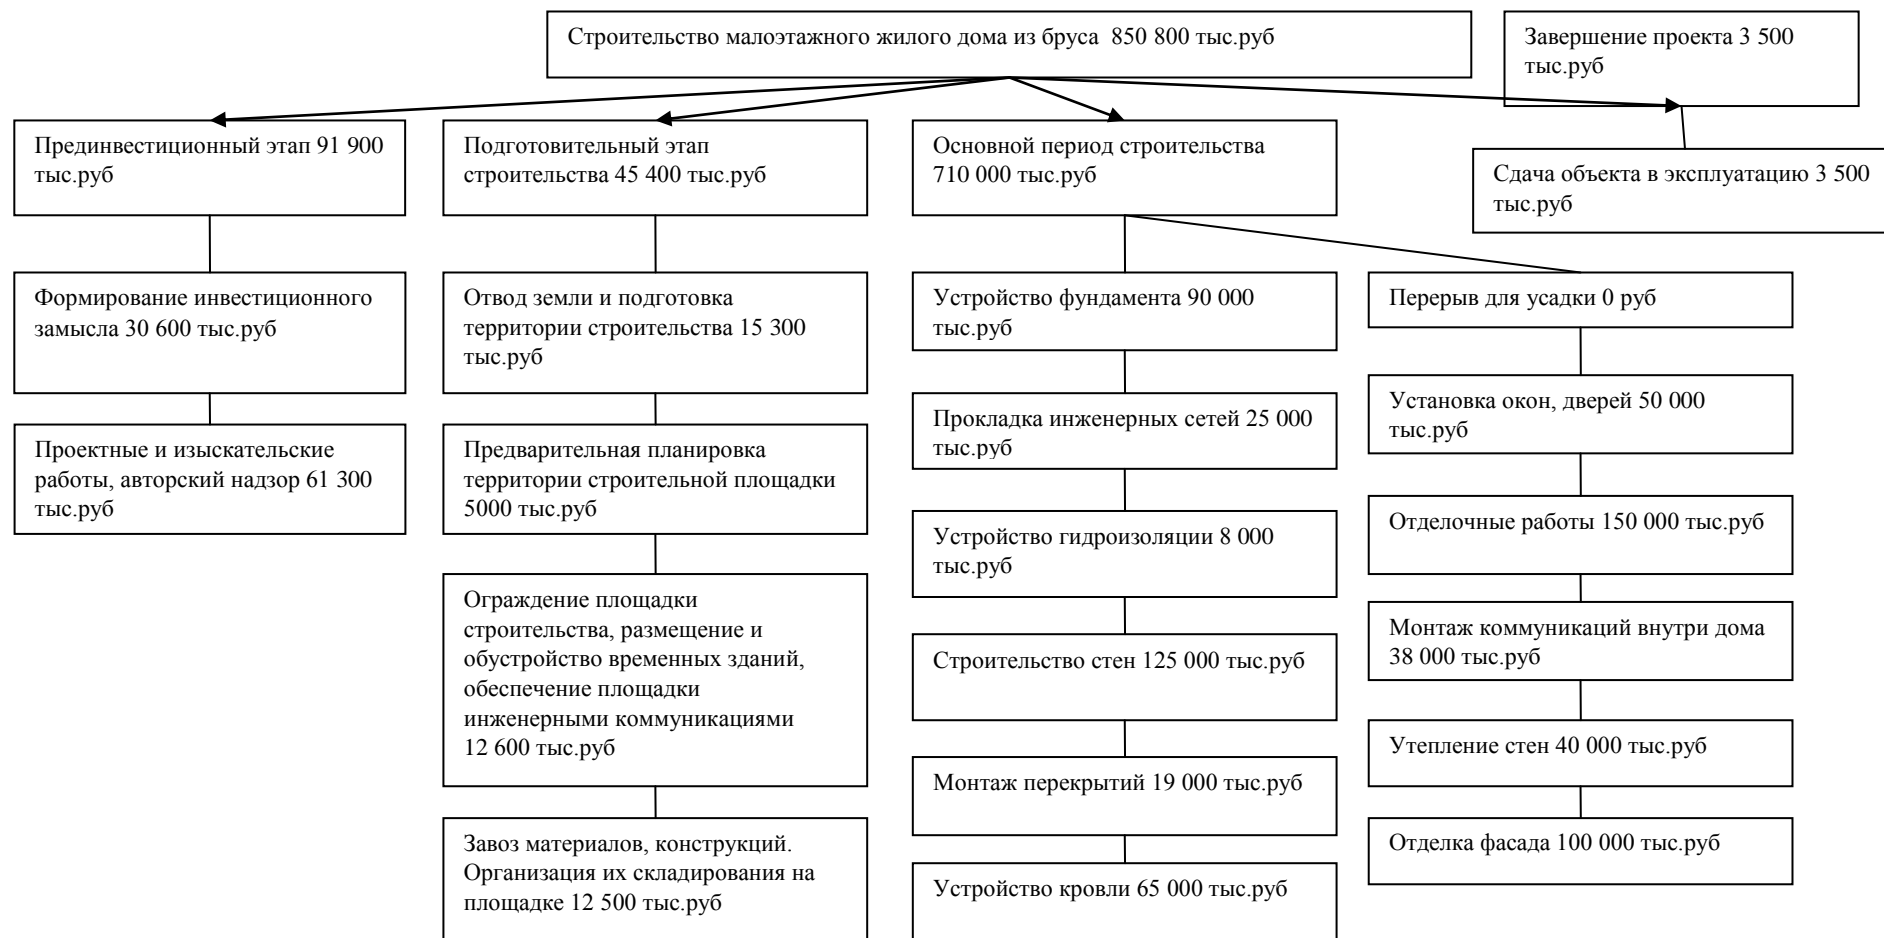 Строительство малоэтажного жилого дома из бруса  850 800 тыс.руб
Завершение проекта 3 500
тыс.руб
Прединвестиционный этап 91 900
тыс.руб
Подготовительный этап
строительства 45 400 тыс.руб
Основной период строительства
710 000 тыс.руб
Сдача объекта в эксплуатацию 3 500
тыс.руб
Формирование инвестиционного
замысла 30 600 тыс.руб
Проектные и изыскательские
работы, авторский надзор 61 300
тыс.руб
Отвод земли и подготовка
территории строительства 15 300
тыс.руб
Предварительная планировка
территории строительной площадки
5000 тыс.руб
Ограждение площадки
строительства, размещение и
обустройство временных зданий,
обеспечение площадки
инженерными коммуникациями
12 600 тыс.руб
Завоз материалов, конструкций.
Организация их складирования на
площадке 12 500 тыс.руб
Устройство фундамента 90 000
тыс.руб
Прокладка инженерных сетей 25 000
тыс.руб
Устройство гидроизоляции 8 000
тыс.руб
Строительство стен 125 000 тыс.руб
Монтаж перекрытий 19 000 тыс.руб
Устройство кровли 65 000 тыс.руб
Перерыв для усадки 0 руб
Установка окон, дверей 50 000
тыс.руб
Отделочные работы 150 000 тыс.руб
Монтаж коммуникаций внутри дома
38 000 тыс.руб
Утепление стен 40 000 тыс.руб
Отделка фасада 100 000 тыс.руб